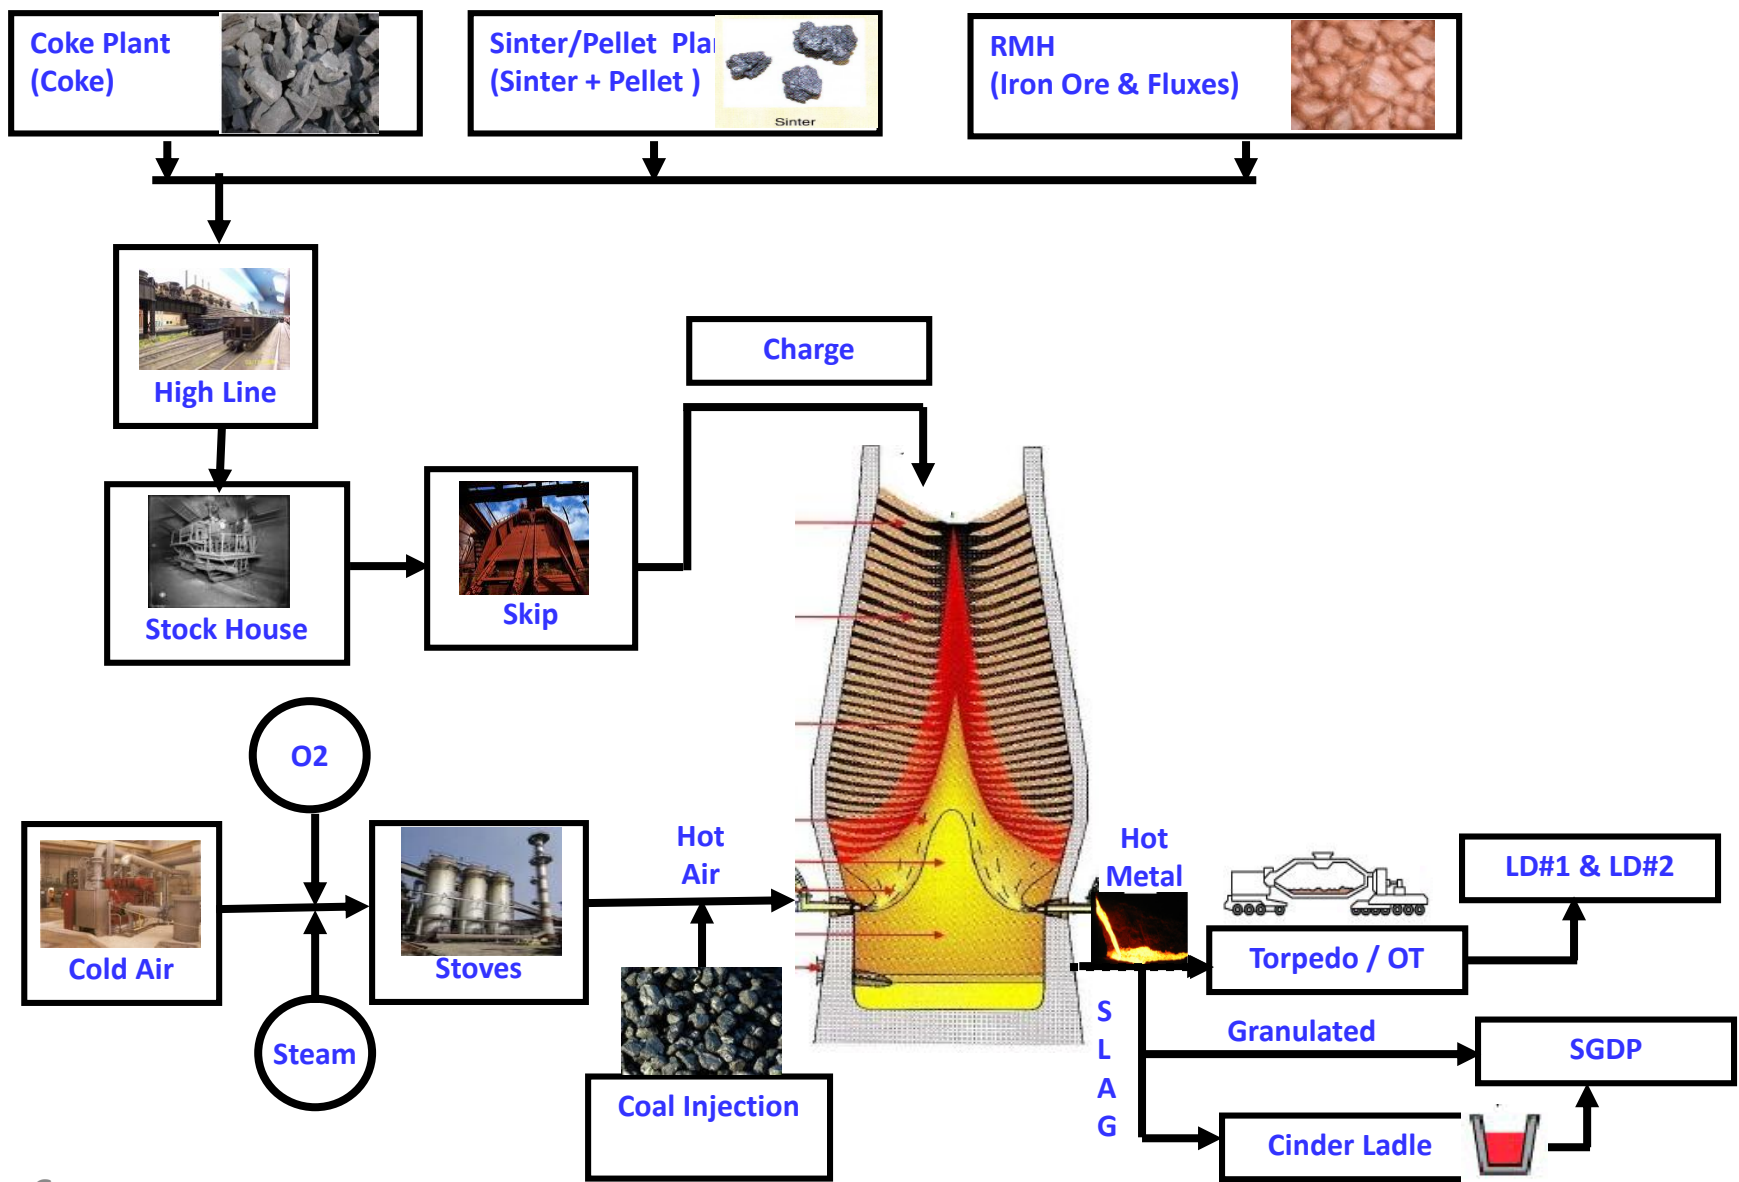 Coke Plant
(Coke)
Sinter/Pellet Pla
(Sinter + Pellet )
Sinter
RMH
(Iron Ore & Fluxes)
High Line
Charge
Stock House
Skip
O2
Cold Air
Steam
Stoves
Hot
Air
Coal Injection
Hot
Metal
Torpedo / OT
LD#1 & LD#2
S
L
A
G
Granulated
SGDP
Cinder Ladle